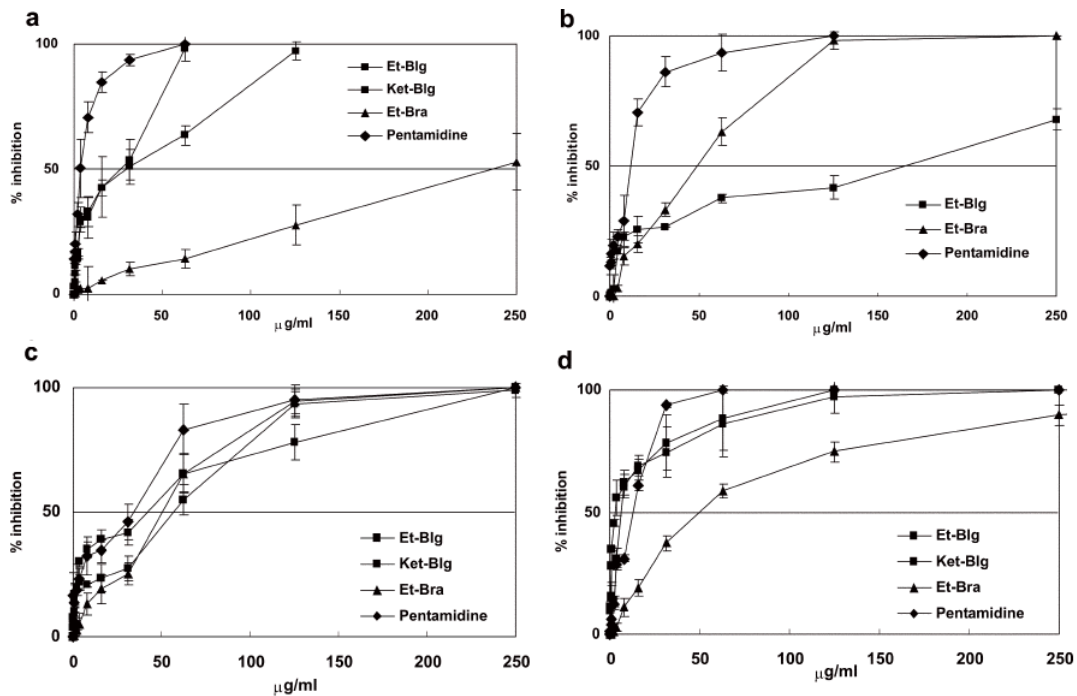 a
% inhibition
100
50
0
Et-Blg
Ket-Blg
Et-Bra
Pentamidine
0 50 100 150 200 250
μg/ml
b
% inhibition
100
50
0
Et-Blg
Et-Bra
Pentamidine
0 50 100 150 200 250
μg/ml
c
% inhibition
100
50
0
Et-Blg
Ket-Blg
Et-Bra
Pentamidine
0 50 100 150 200 250
μg/ml
d
% inhibition
100
50
0
Et-Blg
Ket-Blg
Et-Bra
Pentamidine
0 50 100 150 200 250
μg/ml